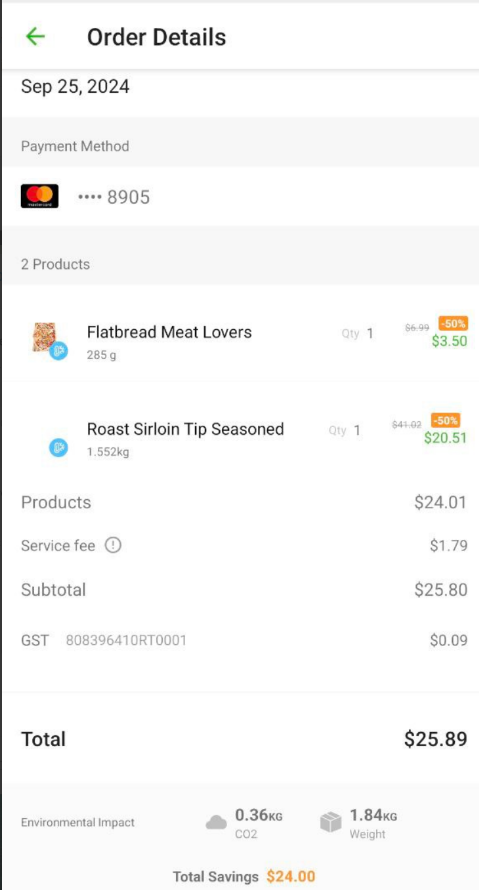 Order Details
Sep 25, 2024
Payment Method
•••• 8905
2 Products
Flatbread Meat Lovers Qty 1 $6.99 -50%
285 g $3.50
Roast Sirloin Tip Seasoned Qty 1 $41.02 -50%
1.552kg $20.51
Products $24.01
Service fee $1.79
Subtotal $25.80
GST 808396410RT0001 $0.09
Total $25.89
Environmental Impact 0.36KG CO2 1.84KG Weight
Total Savings $24.00